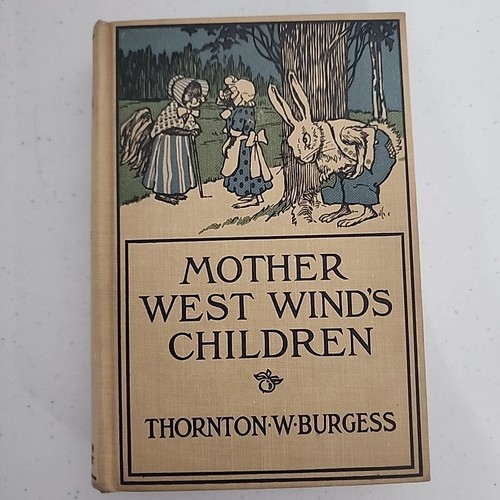 MOTHER
WEST WIND'S
CHILDREN
THORNTON·W·BURGESS